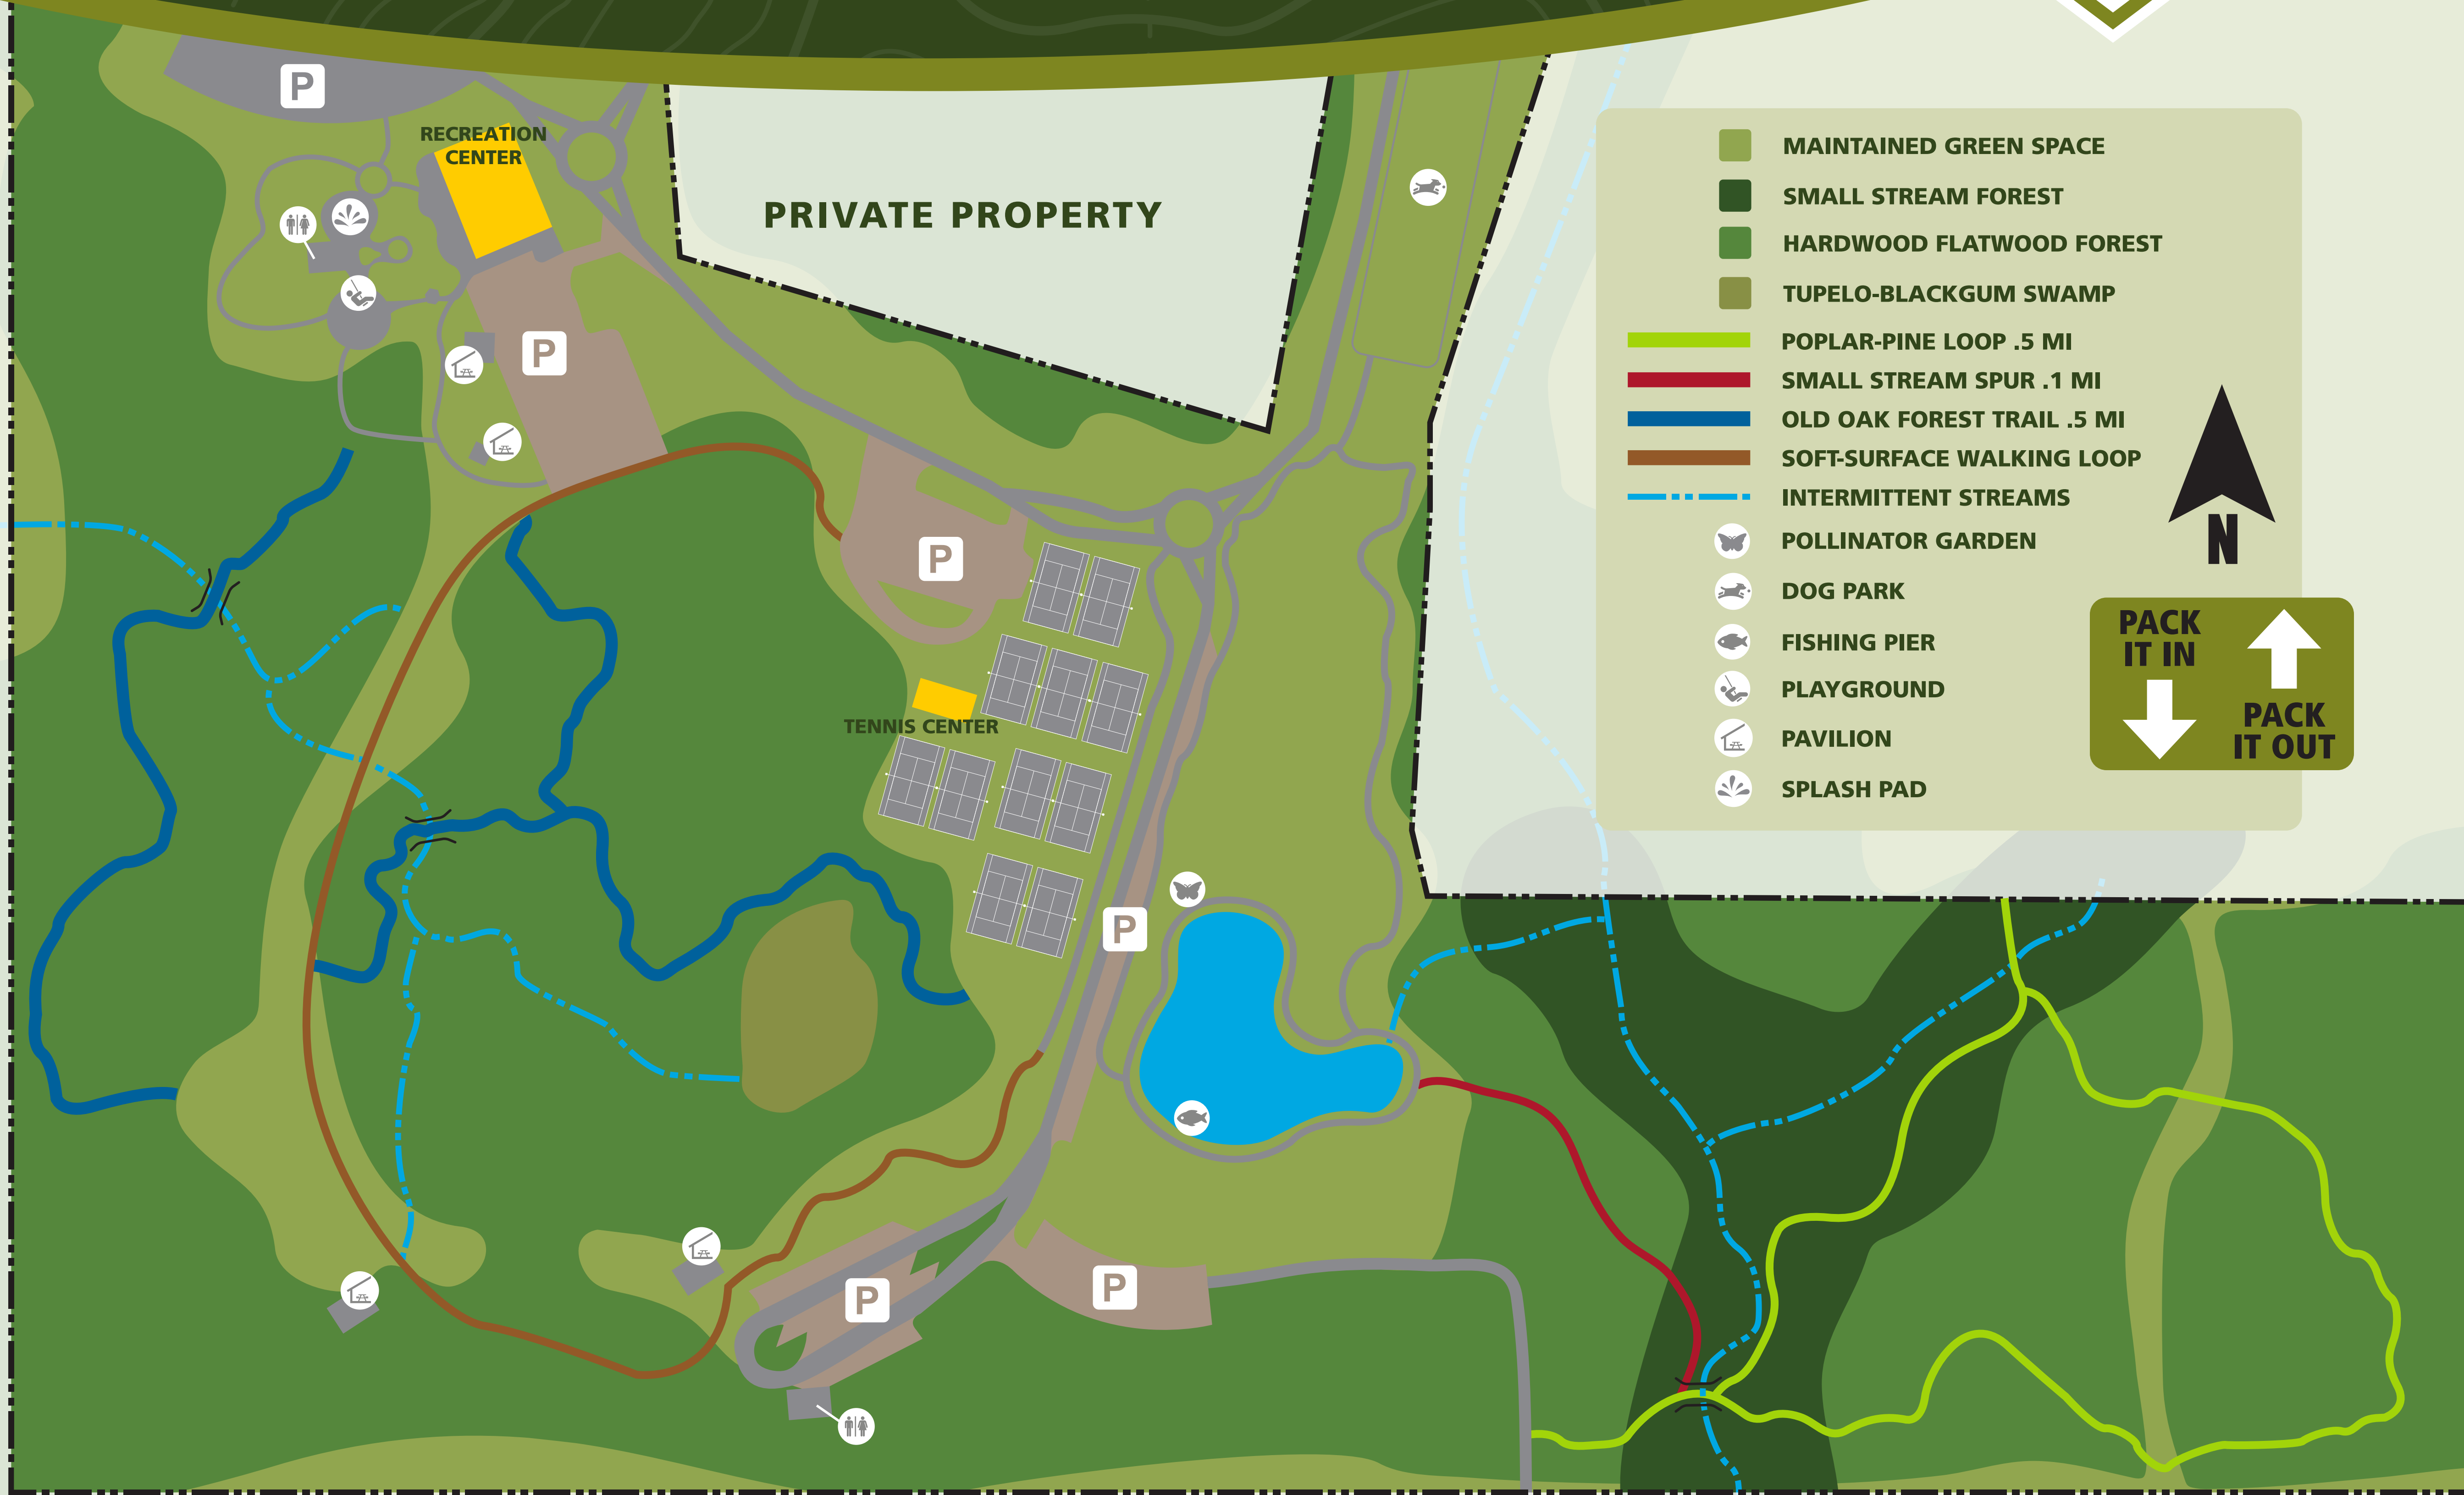 P
RECREATION
CENTER
PRIVATE PROPERTY
P
P
TENNIS CENTER
P
P
P
MAINTAINED GREEN SPACE
SMALL STREAM FOREST
HARDWOOD FLATWOOD FOREST
TUPELO-BLACKGUM SWAMP
POPLAR-PINE LOOP .5 MI
SMALL STREAM SPUR .1 MI
OLD OAK FOREST TRAIL .5 MI
SOFT-SURFACE WALKING LOOP
INTERMITTENT STREAMS
POLLINATOR GARDEN
DOG PARK
FISHING PIER
PLAYGROUND
PAVILION
SPLASH PAD
N
PACK
IT IN
PACK
IT OUT